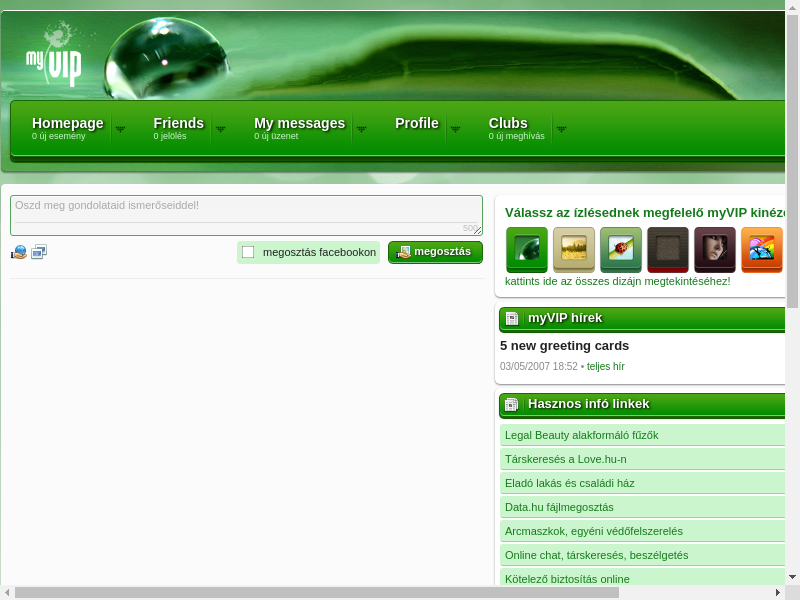 my VIP
Homepage
0 új esemény
Friends
0 jelölés
My messages
0 új üzenet
Profile
Clubs
0 új meghívás
Oszd meg gondolataid ismerőseiddel!
500
megosztás facebookon
megosztás
Válassz az ízlésednek megfelelő myVIP
kattints ide az összes dizájn megtekintéséhez!
myVIP hírek
5 new greeting cards
03/05/2007 18:52 • teljes hír
Hasznos infó linkek
Legal Beauty alakformáló fűzők
Társkeresés a Love.hu-n
Eladó lakás és családi ház
Data.hu fájlmegosztás
Arcmaszkok, egyéni védőfelszerelés
Online chat, társkeresés, beszélgetés
Kötelező biztosítás online